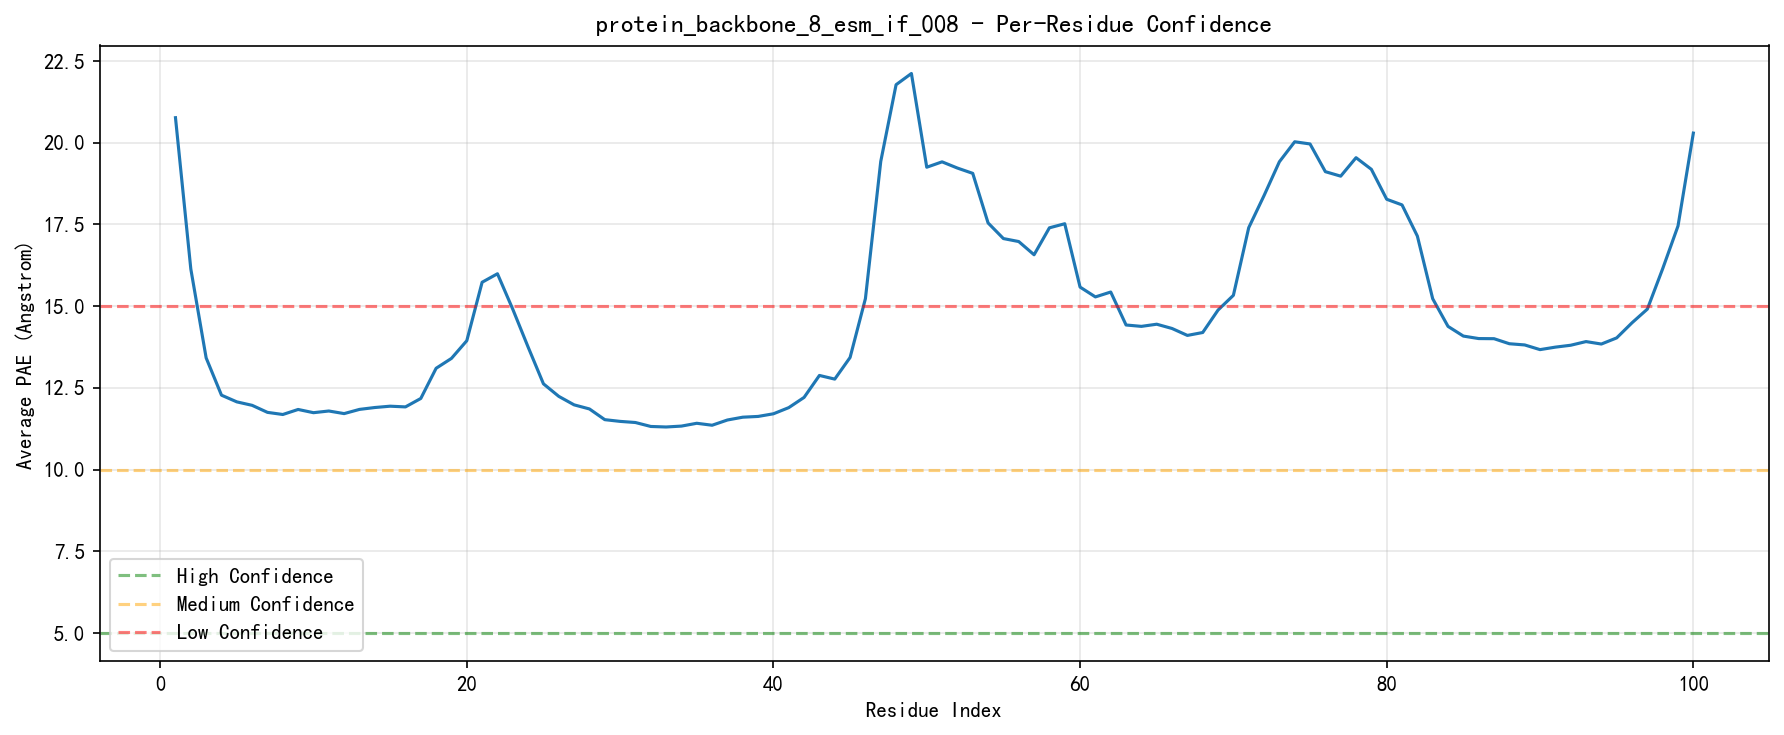 protein_backbone_8_esm_if_008 - Per-Residue Confidence
Average PAE (Angstrom)
22.5
20.0
17.5
15.0
12.5
10.0
7.5
5.0
High Confidence
Medium Confidence
Low Confidence
0 20 40 60 80 100
Residue Index